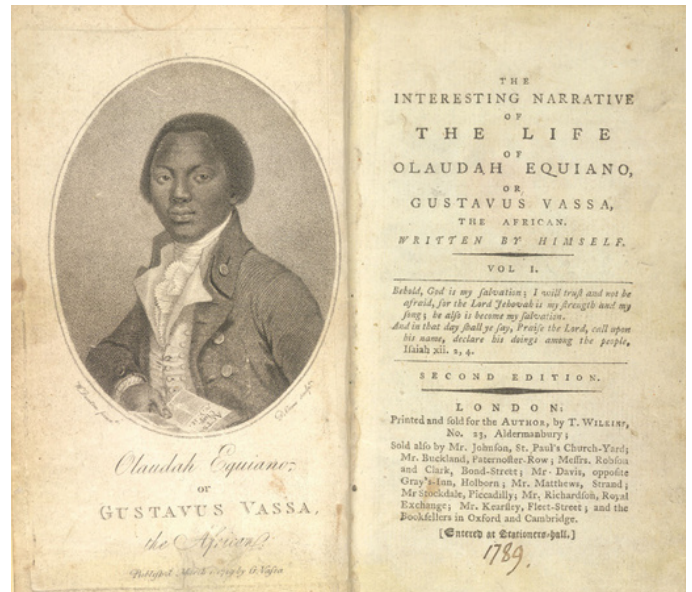 Olaudah Equiano;
or
GUSTAVUS VASSA,
the African.
Published March 1 1789 by G. Vassa
THE
INTERESTING NARRATIVE
OF
THE LIFE
OF
OLAUDAH EQUIANO,
OR
GUSTAVUS VASSA,
THE AFRICAN.
WRITTEN BY HIMSELF.
VOL I.
Behold, God is my salvation; I will trust and not be
afraid, for the Lord Jehovah is my strength and my
song; he also is become my salvation.
And in that day shall ye say, Praise the Lord, call upon
his name, declare his doings among the people,
Isaiah xii. 2, 4.
SECOND EDITION.
LONDON:
Printed and sold for the AUTHOR, by T. WILKINS,
No. 23, Aldermanbury;
Sold also by Mr. Johnson, St. Paul's Church-Yard;
Mr. Buckland, Paternoster-Row; Messrs. Robson
and Clark, Bond-Street; Mr. Davis, opposite
Gray's-Inn, Holborn; Mr. Matthews, Strand;
Mr Stockdale, Piccadilly; Mr. Richardson, Royal
Exchange; Mr. Kearsley, Fleet-Street; and the
Booksellers in Oxford and Cambridge.
[Entered at Stationers-hall.]
1789.